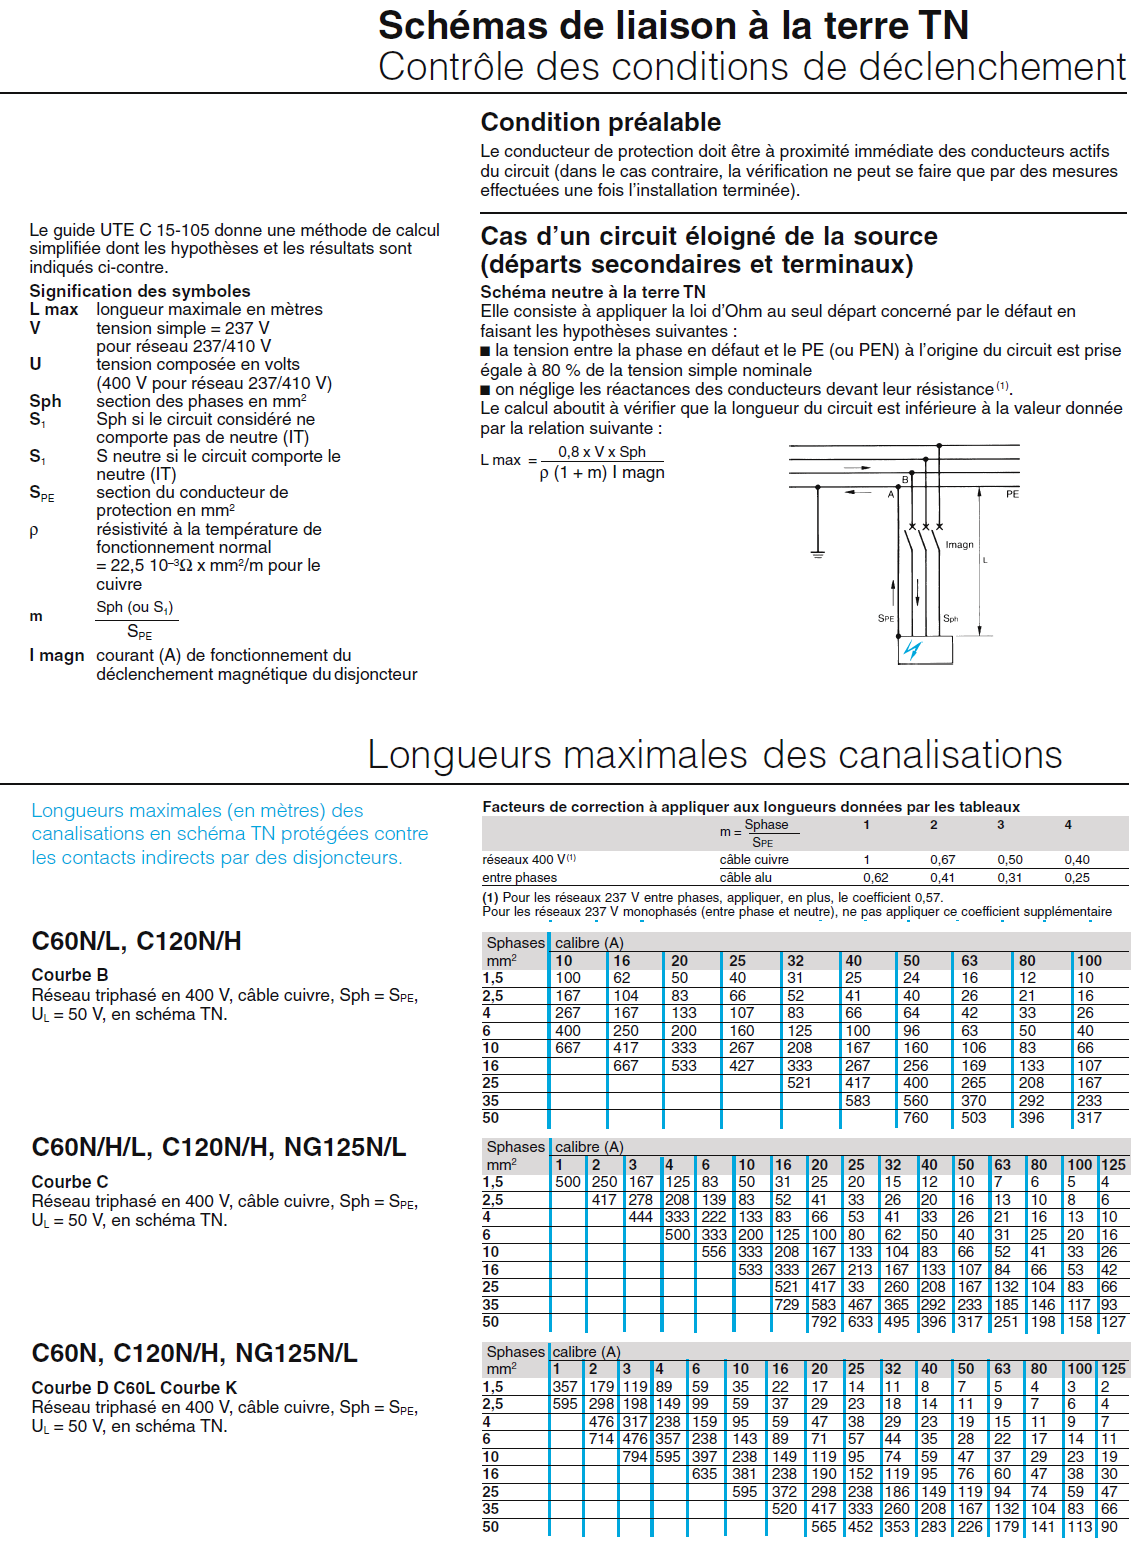 Schémas de liaison à la terre TN
Contrôle des conditions de déclenchement
Condition préalable
Le conducteur de protection doit être à proximité immédiate des conducteurs actifs
du circuit (dans le cas contraire, la vérification ne peut se faire que par des mesures
effectuées une fois l'installation terminée).
Le guide UTE C 15-105 donne une méthode de calcul
simplifiée dont les hypothèses et les résultats sont
indiqués ci-contre.
Signification des symboles
L max longueur maximale en mètres
V tension simple = 237 V
pour réseau 237/410 V
U tension composée en volts
(400 V pour réseau 237/410 V)
Sph section des phases en mm²
S₁ Sph si le circuit considéré ne
comporte pas de neutre (IT)
S₁ S neutre si le circuit comporte le
neutre (IT)
SPE section du conducteur de
protection en mm²
ρ résistivité à la température de
fonctionnement normal
= 22,5 10⁻³Ω x mm²/m pour le
cuivre
m Sph (ou S₁)
SPE
I magn courant (A) de fonctionnement du
déclenchement magnétique du disjoncteur
Cas d'un circuit éloigné de la source
(départs secondaires et terminaux)
Schéma neutre à la terre TN
Elle consiste à appliquer la loi d'Ohm au seul départ concerné par le défaut en
faisant les hypothèses suivantes :
■ la tension entre la phase en défaut et le PE (ou PEN) à l'origine du circuit est prise
égale à 80 % de la tension simple nominale
■ on néglige les réactances des conducteurs devant leur résistance (1).
Le calcul aboutit à vérifier que la longueur du circuit est inférieure à la valeur donnée
par la relation suivante :
L max = 0,8 x V x Sph
ρ (1 + m) I magn
B
A
PE
Imagn
L
SPE
Sph
Longueurs maximales des canalisations
Longueurs maximales (en mètres) des
canalisations en schéma TN protégées contre
les contacts indirects par des disjoncteurs.
Facteurs de correction à appliquer aux longueurs données par les tableaux
m = Sphase 1 2 3 4
SPE
réseaux 400 V (1) câble cuivre 1 0,67 0,50 0,40
entre phases câble alu 0,62 0,41 0,31 0,25
(1) Pour les réseaux 237 V entre phases, appliquer, en plus, le coefficient 0,57.
Pour les réseaux 237 V monophasés (entre phase et neutre), ne pas appliquer ce coefficient supplémentaire
C60N/L, C120N/H
Courbe B
Réseau triphasé en 400 V, câble cuivre, Sph = SPE,
UL = 50 V, en schéma TN.
Sphases calibre (A)
mm² 10 16 20 25 32 40 50 63 80 100
1,5 100 62 50 40 31 25 24 16 12 10
2,5 167 104 83 66 52 41 40 26 21 16
4 267 167 133 107 83 66 64 42 33 26
6 400 250 200 160 125 100 96 63 50 40
10 667 417 333 267 208 167 160 106 83 66
16 667 533 427 333 267 256 169 133 107
25 521 417 400 265 208 167
35 583 560 370 292 233
50 760 503 396 317
C60N/H/L, C120N/H, NG125N/L
Courbe C
Réseau triphasé en 400 V, câble cuivre, Sph = SPE,
UL = 50 V, en schéma TN.
Sphases calibre (A)
mm² 1 2 3 4 6 10 16 20 25 32 40 50 63 80 100 125
1,5 500 250 167 125 83 50 31 25 20 15 12 10 7 6 5 4
2,5 417 278 208 139 83 52 41 33 26 20 16 13 10 8 6
4 444 333 222 133 83 66 53 41 33 26 21 16 13 10
6 500 333 200 125 100 80 62 50 40 31 25 20 16
10 556 333 208 167 133 104 83 66 52 41 33 26
16 533 333 267 213 167 133 107 84 66 53 42
25 521 417 33 260 208 167 132 104 83 66
35 729 583 467 365 292 233 185 146 117 93
50 792 633 495 396 317 251 198 158 127
C60N, C120N/H, NG125N/L
Courbe D C60L Courbe K
Réseau triphasé en 400 V, câble cuivre, Sph = SPE,
UL = 50 V, en schéma TN.
Sphases calibre (A)
mm² 1 2 3 4 6 10 16 20 25 32 40 50 63 80 100 125
1,5 357 179 119 89 59 35 22 17 14 11 8 7 5 4 3 2
2,5 595 298 198 149 99 59 37 29 23 18 14 11 9 7 6 4
4 476 317 238 159 95 59 47 38 29 23 19 15 11 9 7
6 714 476 357 238 143 89 71 57 44 35 28 22 17 14 11
10 794 595 397 238 149 119 95 74 59 47 37 29 23 19
16 635 381 238 190 152 119 95 76 60 47 38 30
25 595 372 298 238 186 149 119 94 74 59 47
35 520 417 333 260 208 167 132 104 83 66
50 565 452 353 283 226 179 141 113 90